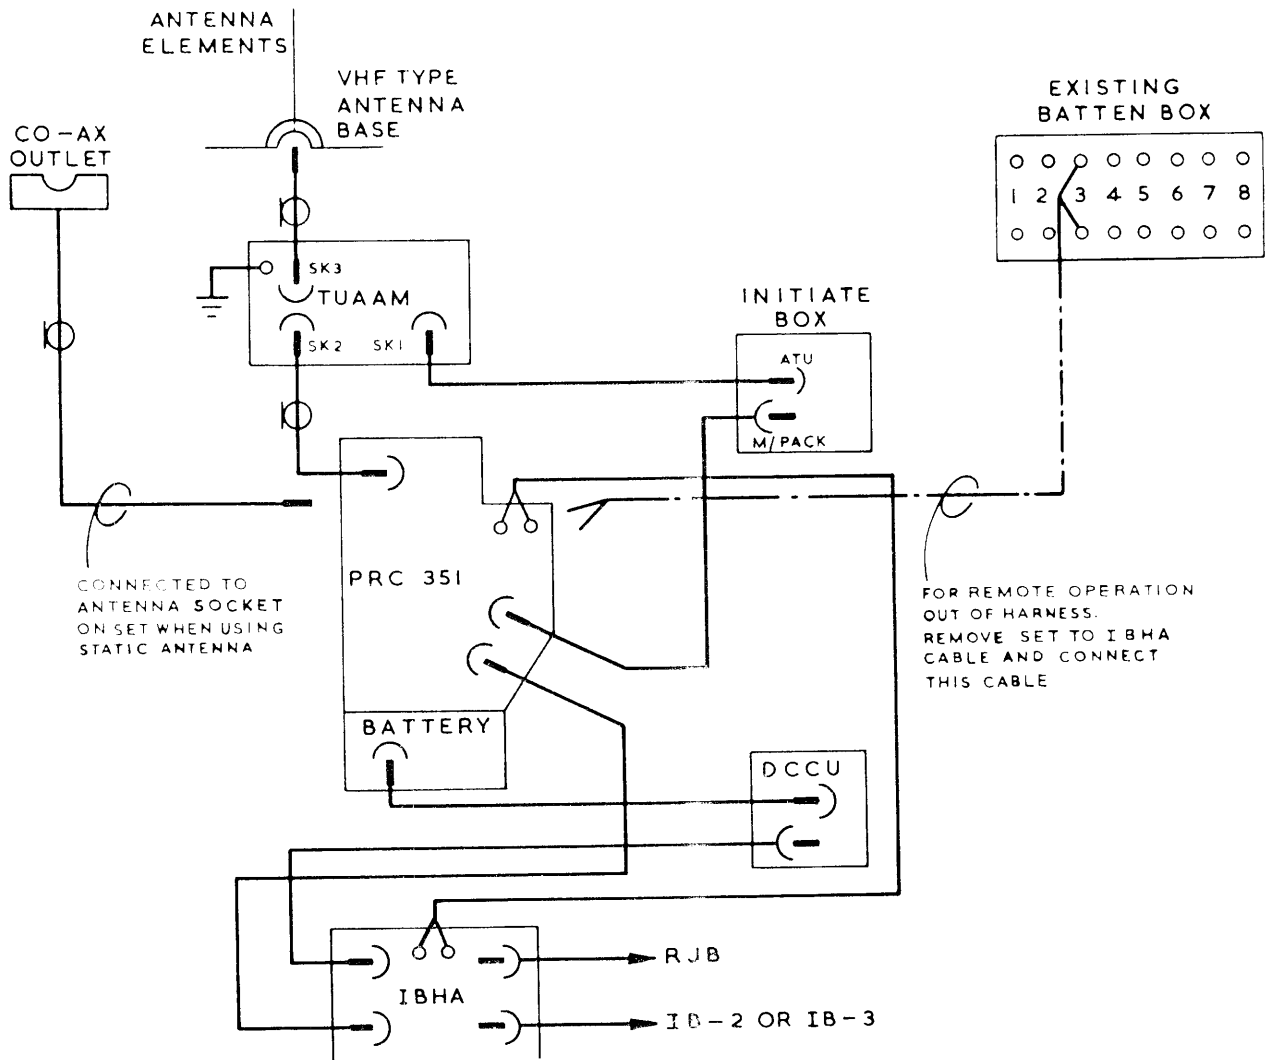 ANTENNA
ELEMENTS
VHF TYPE
ANTENNA
BASE
CO-AX
OUTLET
EXISTING
BATTEN BOX
1 2 3 4 5 6 7 8
SK3
TUAAM
SK2 SK1
INITIATE
BOX
ATU
M/PACK
PRC 351
CONNECTED TO
ANTENNA SOCKET
ON SET WHEN USING
STATIC ANTENNA
FOR REMOTE OPERATION
OUT OF HARNESS.
REMOVE SET TO IBHA
CABLE AND CONNECT
THIS CABLE
BATTERY
DCCU
IBHA
RJB
IB-2 OR IB-3